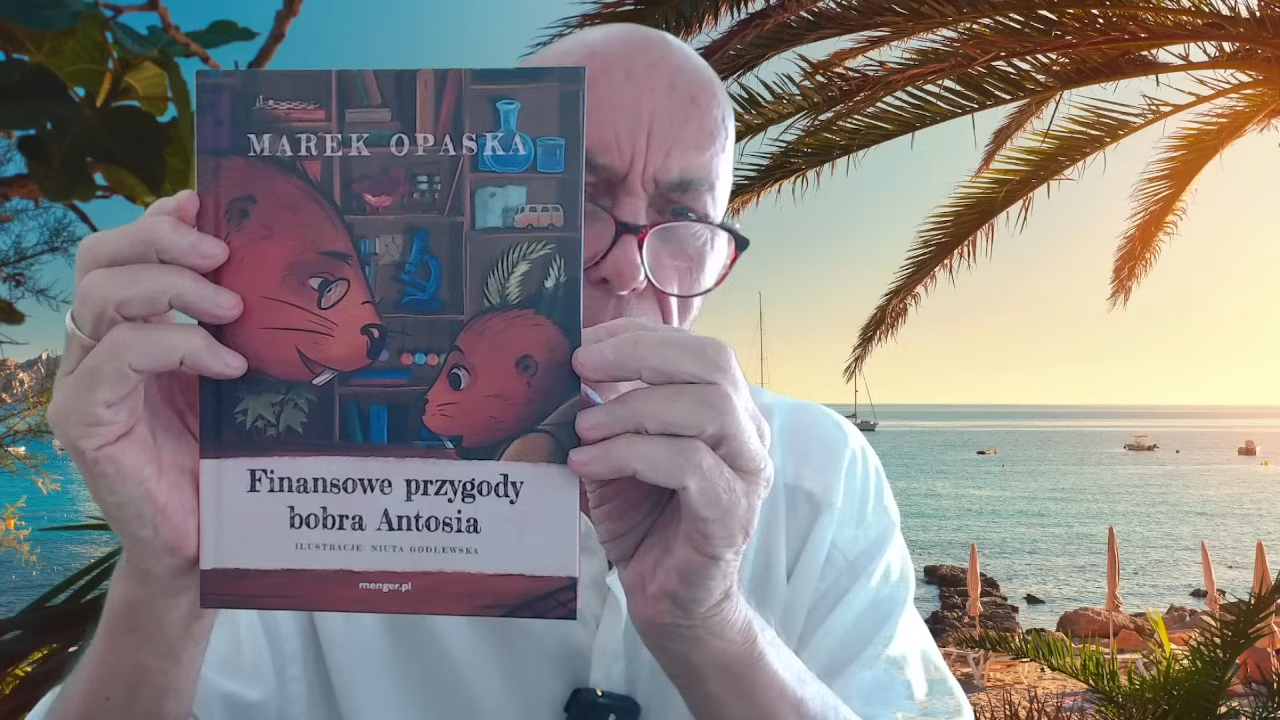 MAREK OPASKA
Finansowe przygody
bobra Antosia
ILUSTRACJE: NIUTA GODLEWSKA
menger.pl